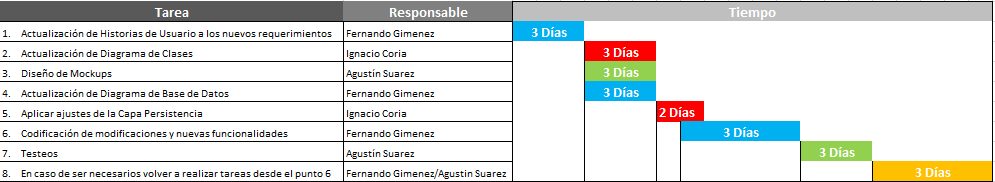 Tarea Responsable Tiempo
1. Actualización de Historias de Usuario a los nuevos requerimientos Fernando Gimenez 3 Días
2. Actualización de Diagrama de Clases Ignacio Coria 3 Días
3. Diseño de Mockups Agustín Suarez 3 Días
4. Actualización de Diagrama de Base de Datos Fernando Gimenez 3 Días
5. Aplicar ajustes de la Capa Persistencia Ignacio Coria 2 Días
6. Codificación de modificaciones y nuevas funcionalidades Fernando Gimenez 3 Días
7. Testeos Agustín Suarez 3 Días
8. En caso de ser necesarios volver a realizar tareas desde el punto 6 Fernando Gimenez/Agustin Suarez 3 Días